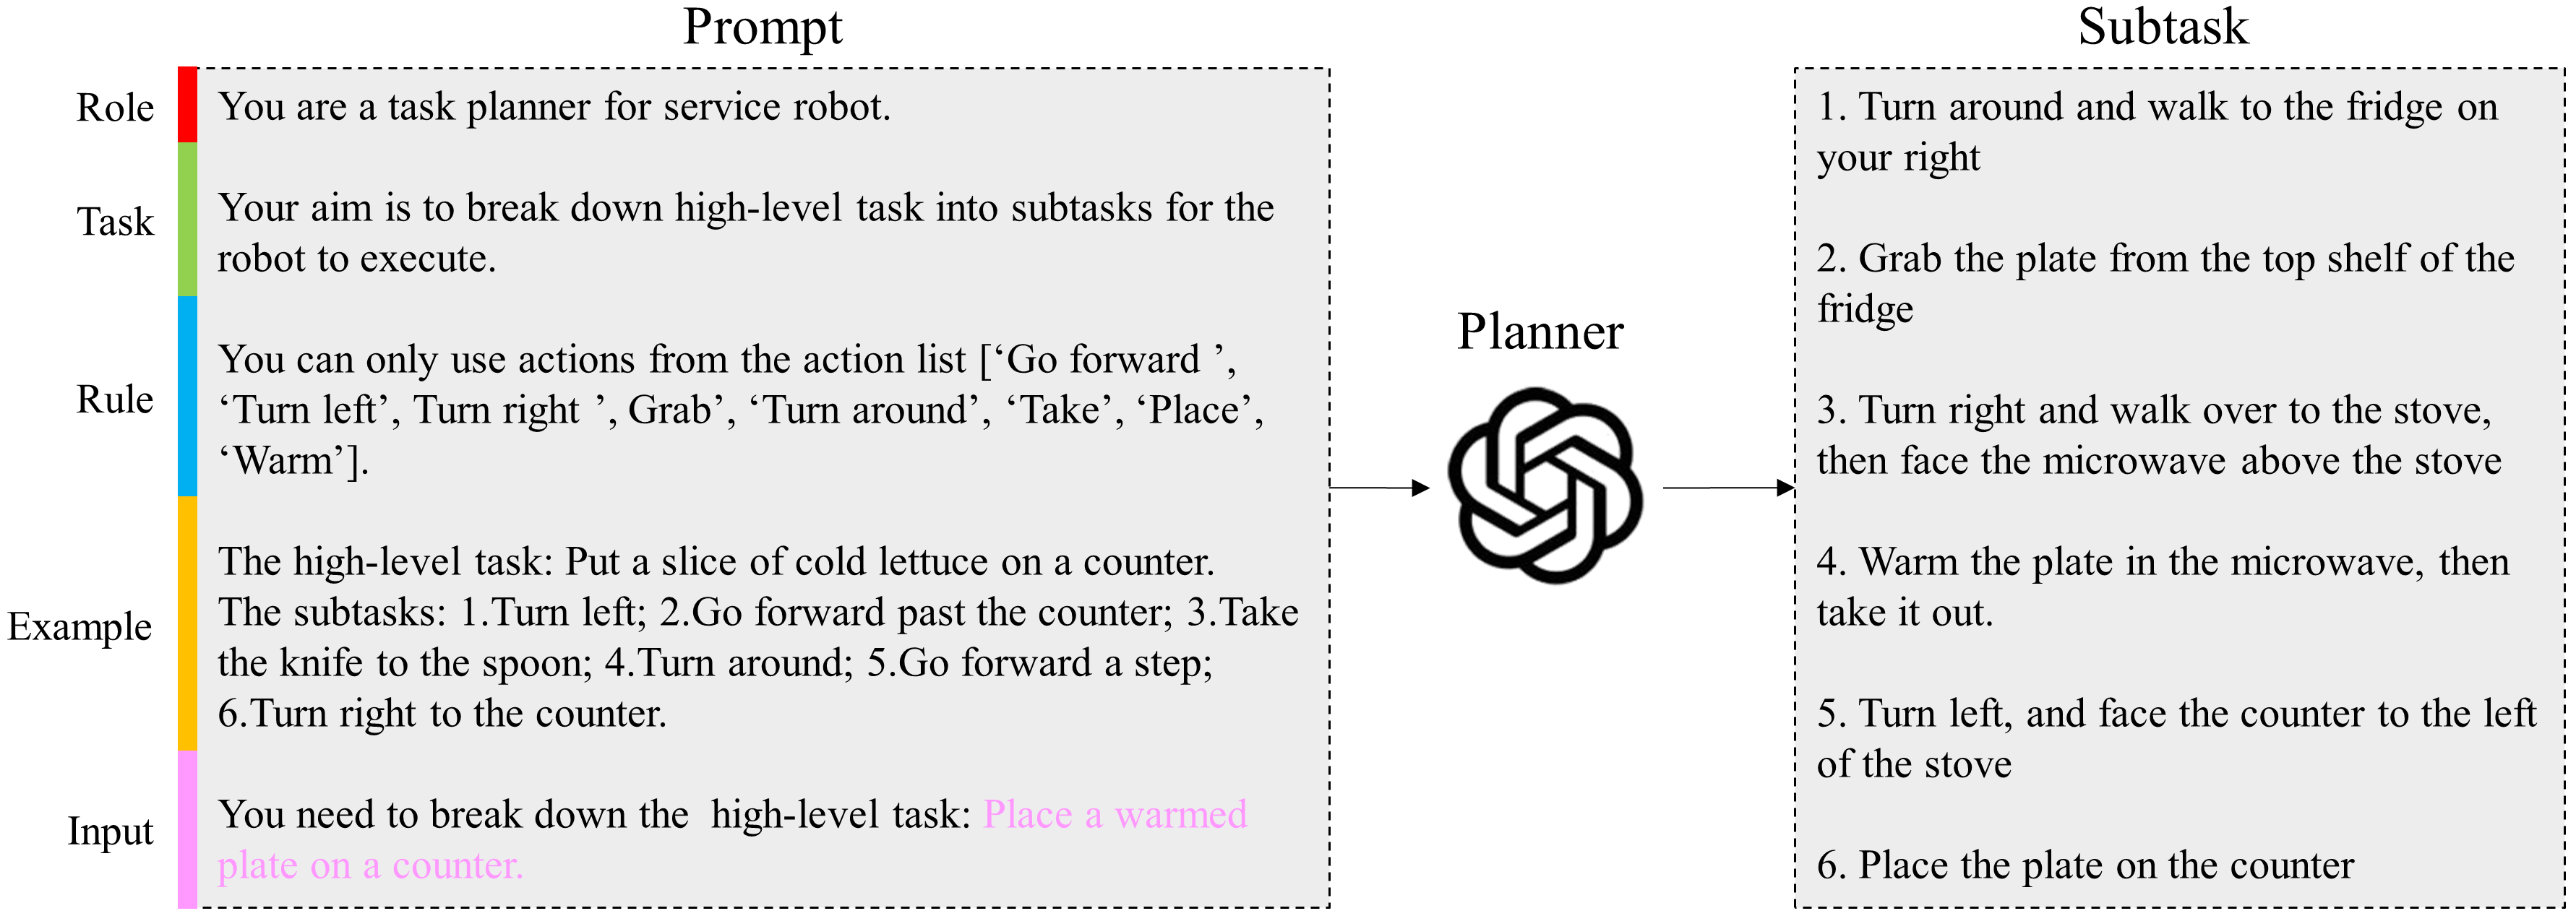 Prompt
Subtask
Role
You are a task planner for service robot.
Task
Your aim is to break down high-level task into subtasks for the
robot to execute.
Rule
You can only use actions from the action list [‘Go forward ’,
‘Turn left’, Turn right ’, Grab’, ‘Turn around’, ‘Take’, ‘Place’,
‘Warm’].
Example
The high-level task: Put a slice of cold lettuce on a counter.
The subtasks: 1.Turn left; 2.Go forward past the counter; 3.Take
the knife to the spoon; 4.Turn around; 5.Go forward a step;
6.Turn right to the counter.
Input
You need to break down the  high-level task: Place a warmed
plate on a counter.
Planner
1. Turn around and walk to the fridge on
your right
2. Grab the plate from the top shelf of the
fridge
3. Turn right and walk over to the stove,
then face the microwave above the stove
4. Warm the plate in the microwave, then
take it out.
5. Turn left, and face the counter to the left
of the stove
6. Place the plate on the counter